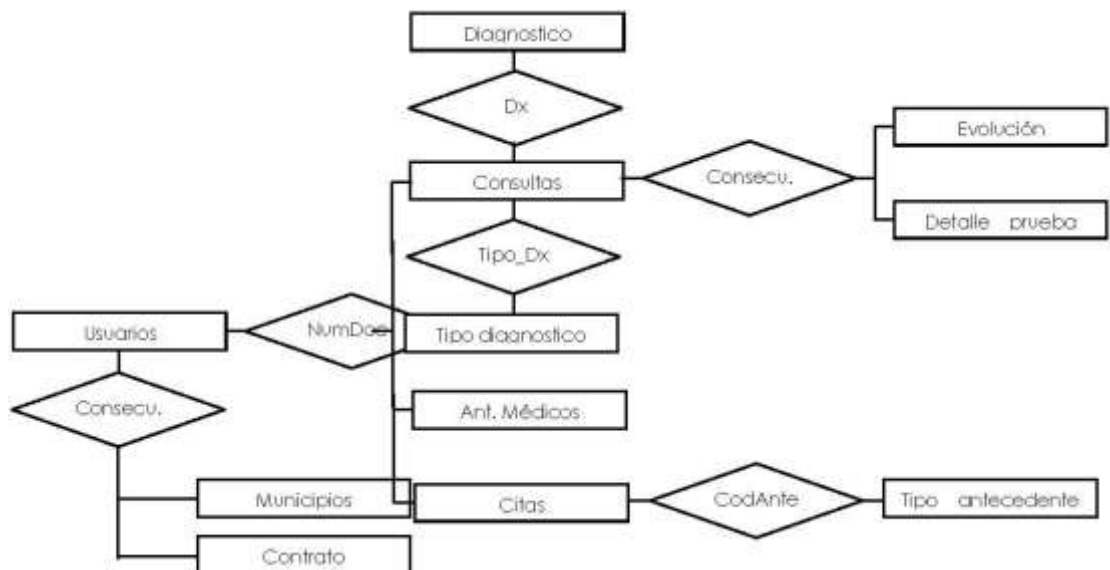 Diagnostico
Dx
Evolución
Consultas
Consecu.
Detalle prueba
Tipo_Dx
Usuarios
NumDoc
Tipo diagnostico
Consecu.
Ant. Médicos
Municipios
Citas
CodAnte
Tipo antecedente
Contrato